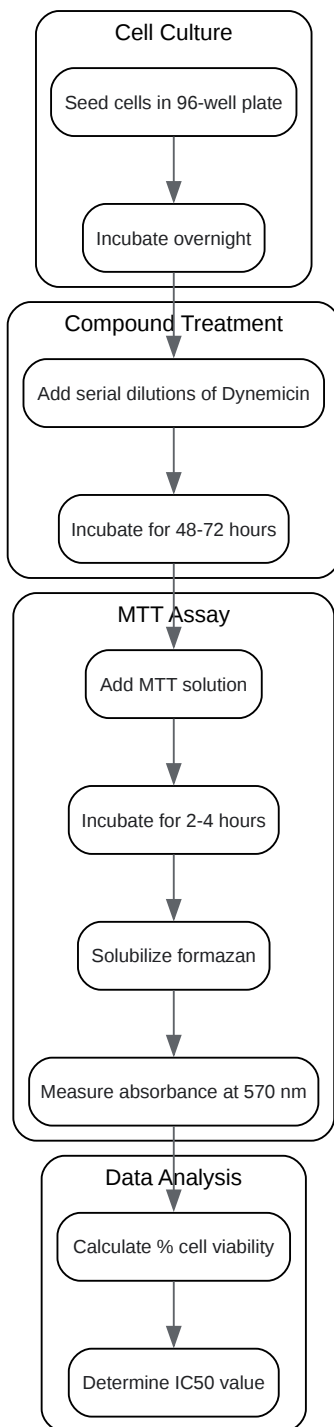 Cell Culture
Seed cells in 96-well plate
Incubate overnight
Compound Treatment
Add serial dilutions of Dynemicin
Incubate for 48-72 hours
MTT Assay
Add MTT solution
Incubate for 2-4 hours
Solubilize formazan
Measure absorbance at 570 nm
Data Analysis
Calculate % cell viability
Determine IC50 value